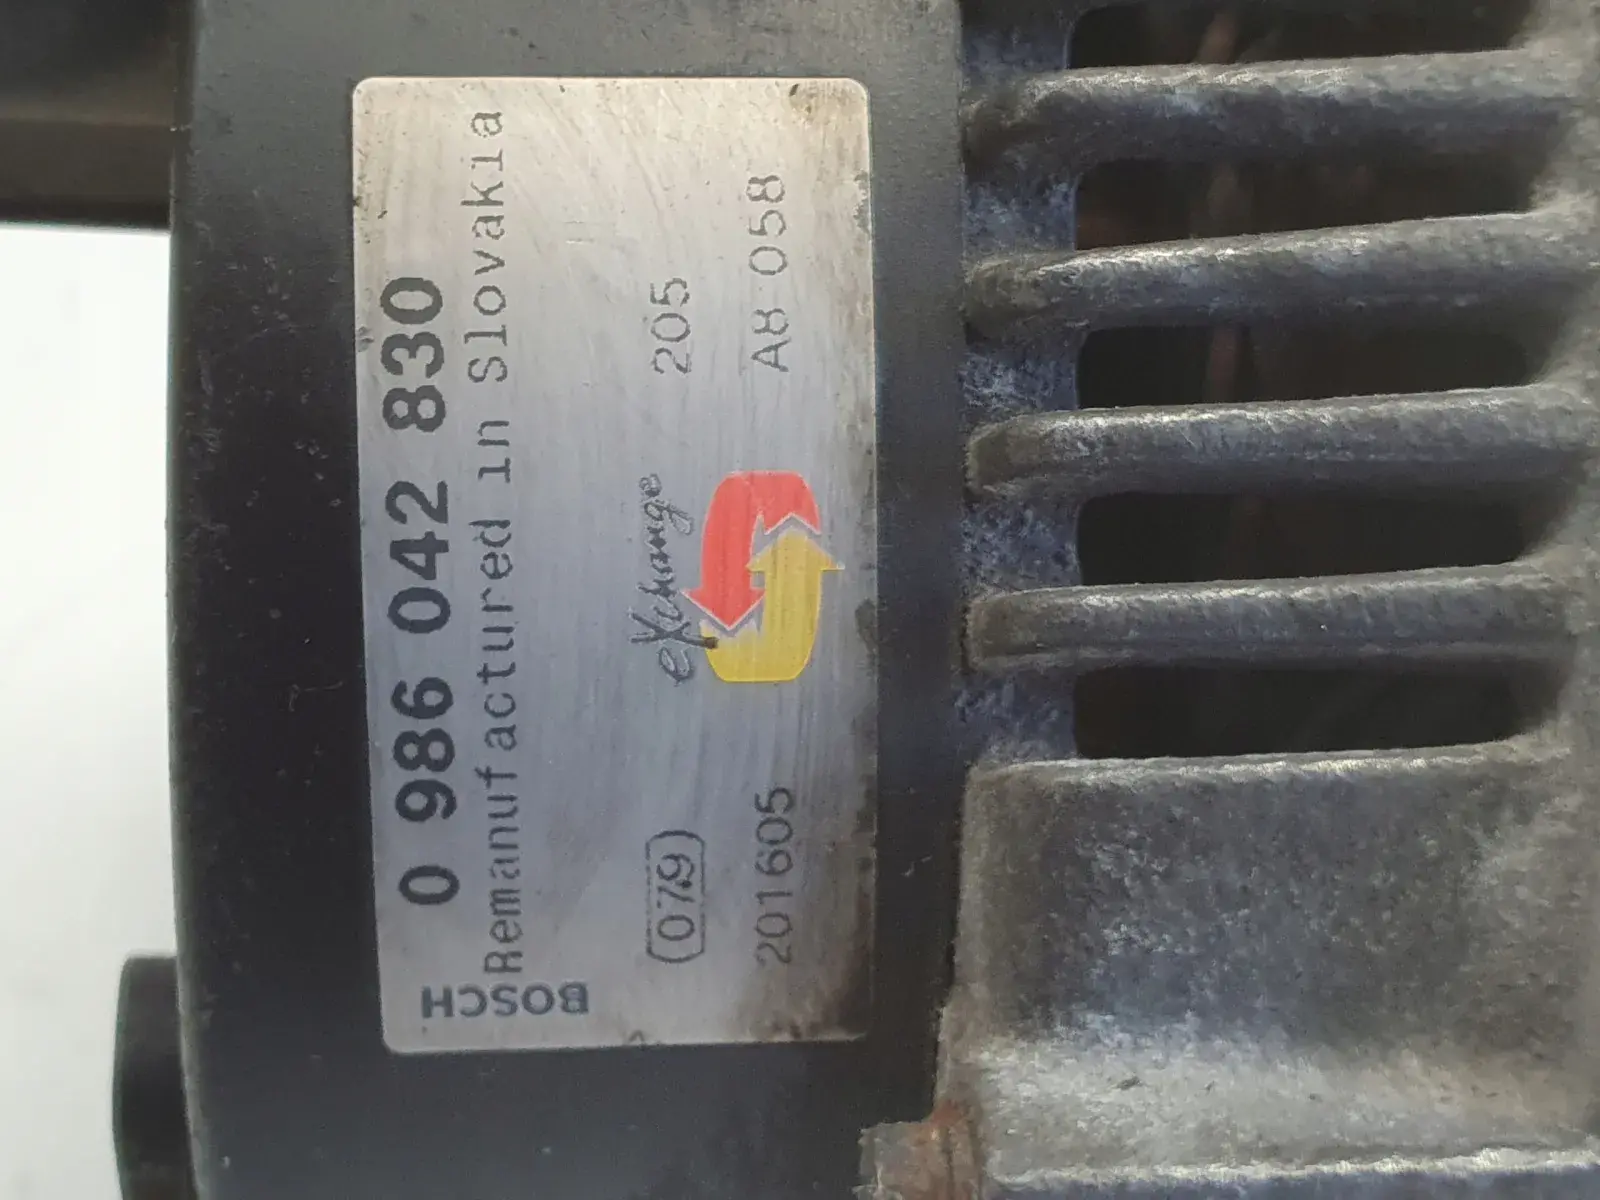 0 986 042 830
Remanufactured in Slovakia
BOSCH
eXchange
079
205
201605
A8 058